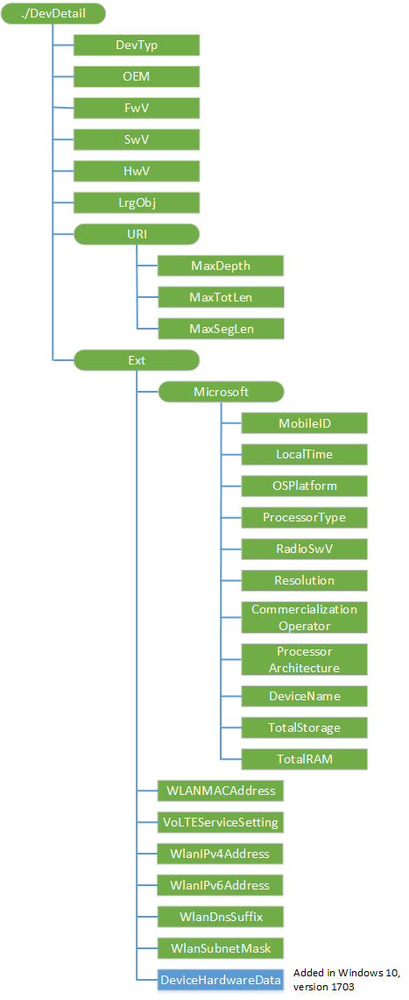 ./DevDetail
DevTyp
OEM
FwV
SwV
HwV
LrgObj
URI
MaxDepth
MaxTotLen
MaxSegLen
Ext
Microsoft
MobileID
LocalTime
OSPlatform
ProcessorType
RadioSwV
Resolution
Commercialization
Operator
Processor
Architecture
DeviceName
TotalStorage
TotalRAM
WLANMACAddress
VoLTEServiceSetting
WlanIPv4Address
WlanIPv6Address
WlanDnsSuffix
WlanSubnetMask
DeviceHardwareData
Added in Windows 10,
version 1703